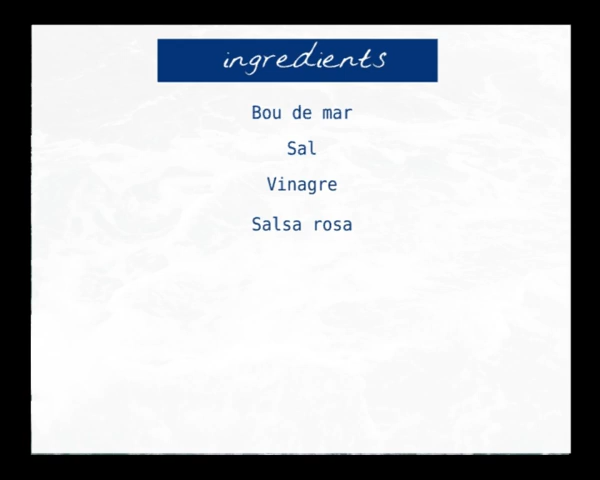 ingredients
Bou de mar
Sal
Vinagre
Salsa rosa